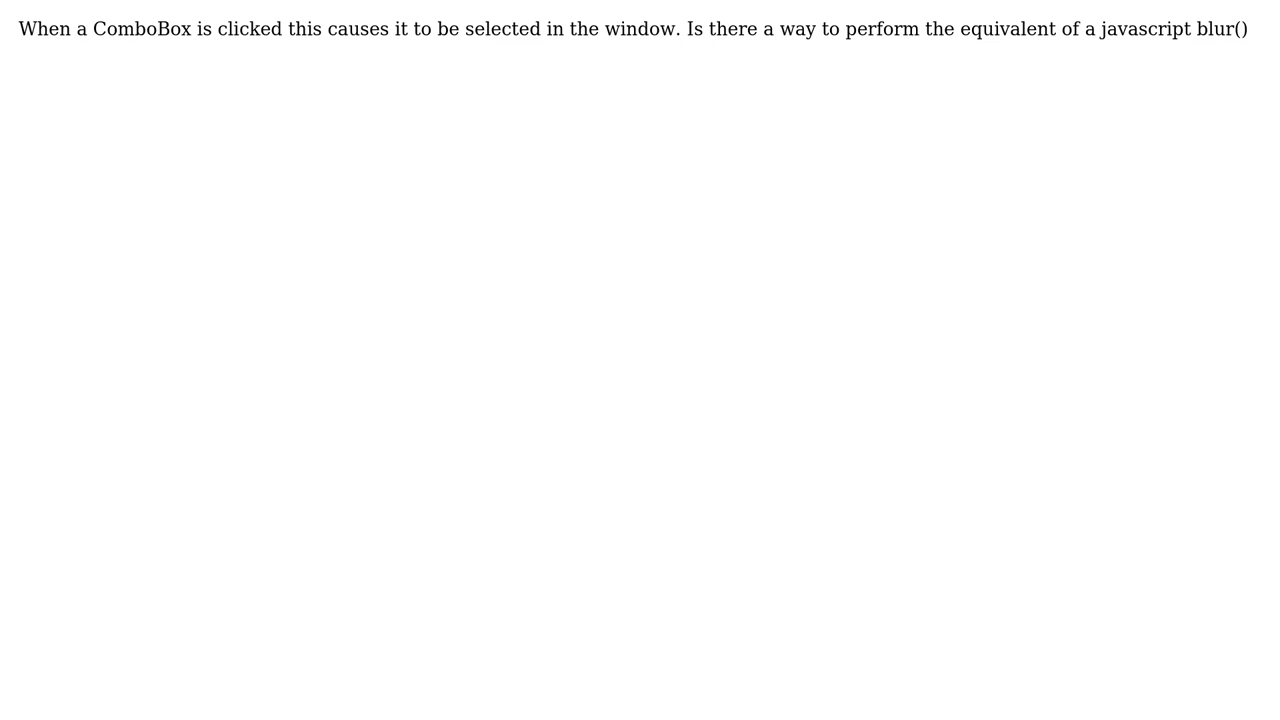 When a ComboBox is clicked this causes it to be selected in the window. Is there a way to perform the equivalent of a javascript blur()